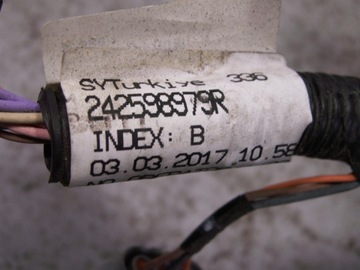 SYTurkiye 336
242598979R
INDEX: B
03.03.2017 10.58